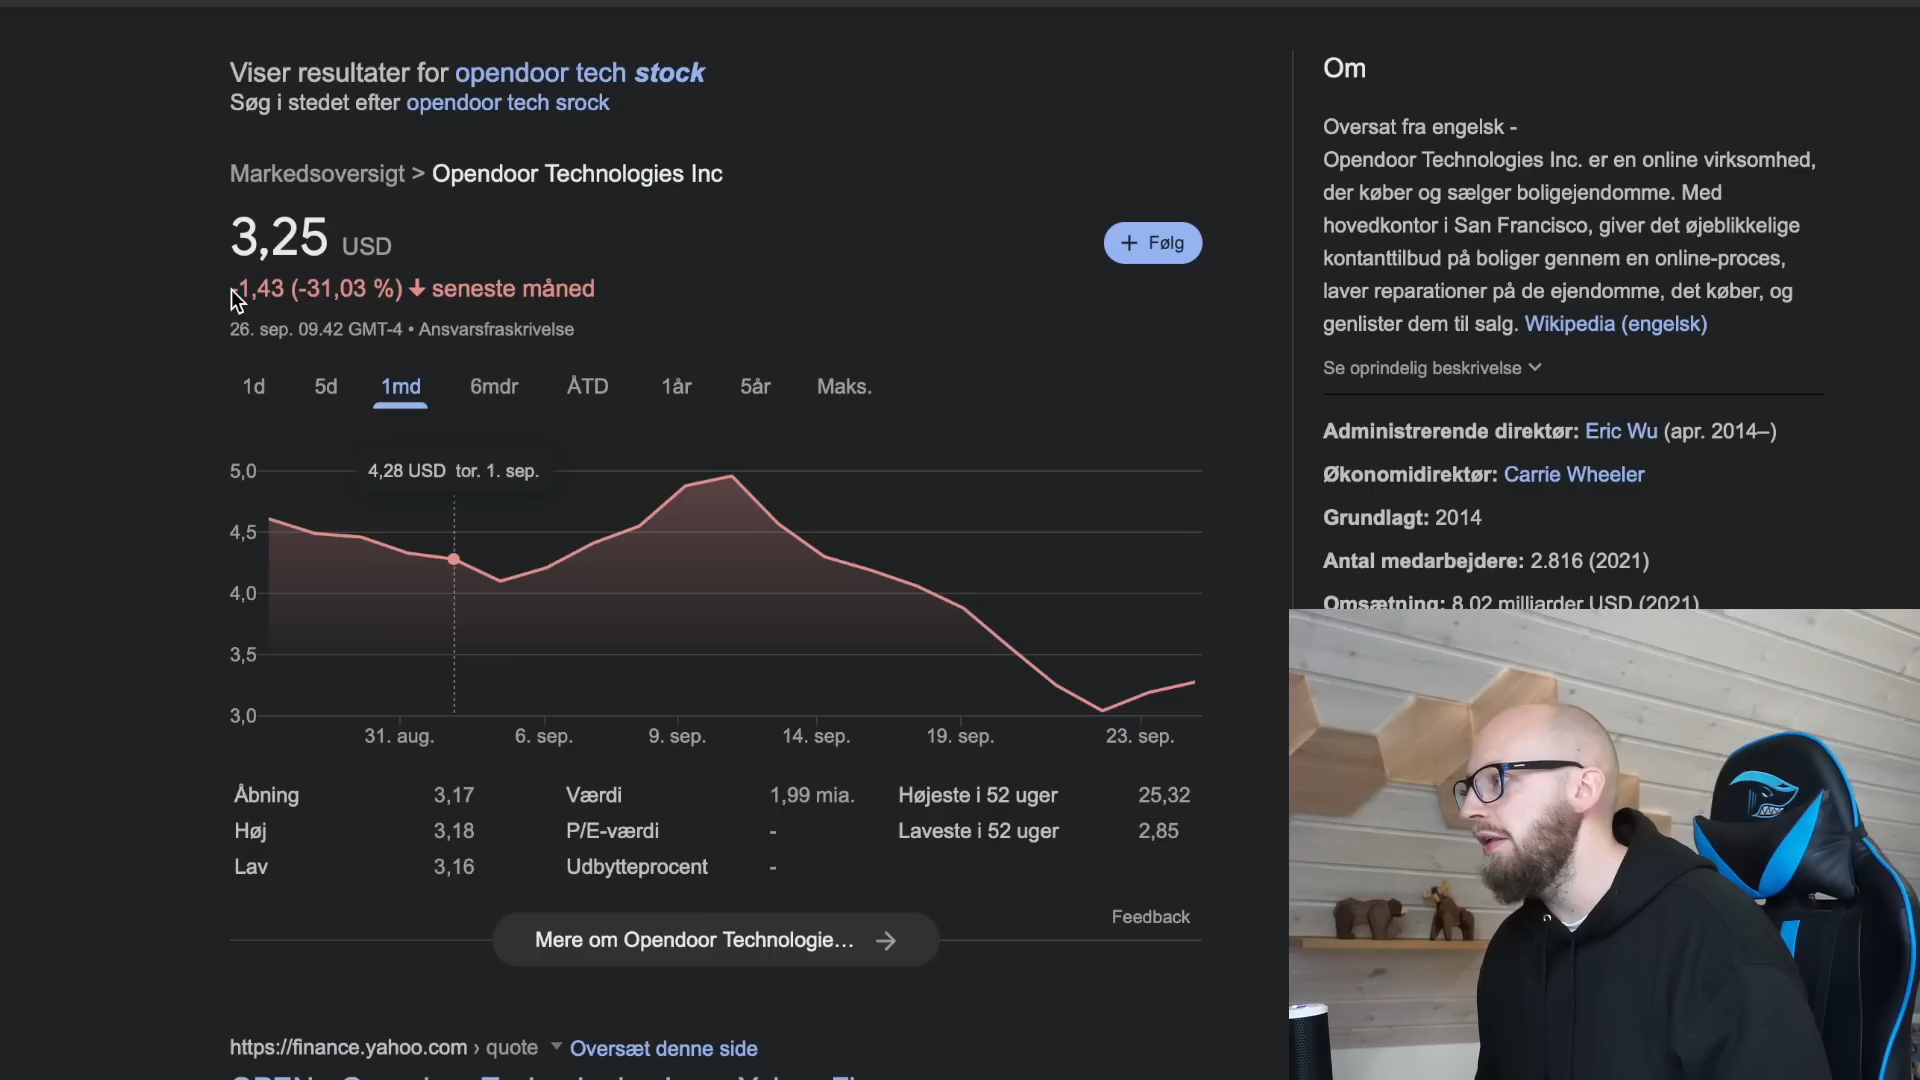 Viser resultater for opendoor tech stock
Søg i stedet efter opendoor tech srock
Markedsoversigt > Opendoor Technologies Inc
3,25 USD
-1,43 (-31,03 %) ↓ seneste måned
26. sep. 09.42 GMT-4 • Ansvarsfraskrivelse
+ Følg
1d 5d 1md 6mdr ÅTD 1år 5år Maks.
4,28 USD tor. 1. sep.
5,0
4,5
4,0
3,5
3,0
31. aug. 6. sep. 9. sep. 14. sep. 19. sep. 23. sep.
Åbning 3,17 Værdi 1,99 mia. Højeste i 52 uger 25,32
Høj 3,18 P/E-værdi - Laveste i 52 uger 2,85
Lav 3,16 Udbytteprocent -
Feedback
Mere om Opendoor Technologie... →
https://finance.yahoo.com › quote Oversæt denne side
Om
Oversat fra engelsk -
Opendoor Technologies Inc. er en online virksomhed,
der køber og sælger boligejendomme. Med
hovedkontor i San Francisco, giver det øjeblikkelige
kontanttilbud på boliger gennem en online-proces,
laver reparationer på de ejendomme, det køber, og
genlister dem til salg. Wikipedia (engelsk)
Se oprindelig beskrivelse
Administrerende direktør: Eric Wu (apr. 2014–)
Økonomidirektør: Carrie Wheeler
Grundlagt: 2014
Antal medarbejdere: 2.816 (2021)
Omsætning: 8,02 milliarder USD (2021)